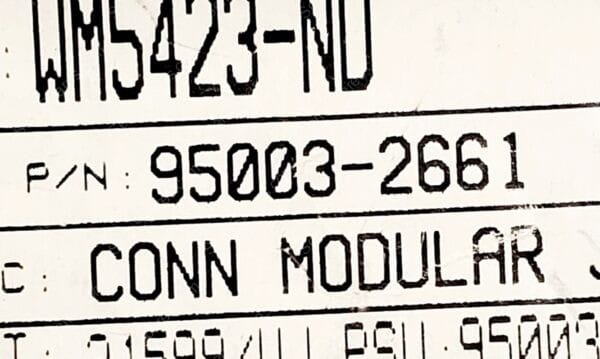 : WM5423-ND
P/N: 95003-2661
C: CONN MODULAR J